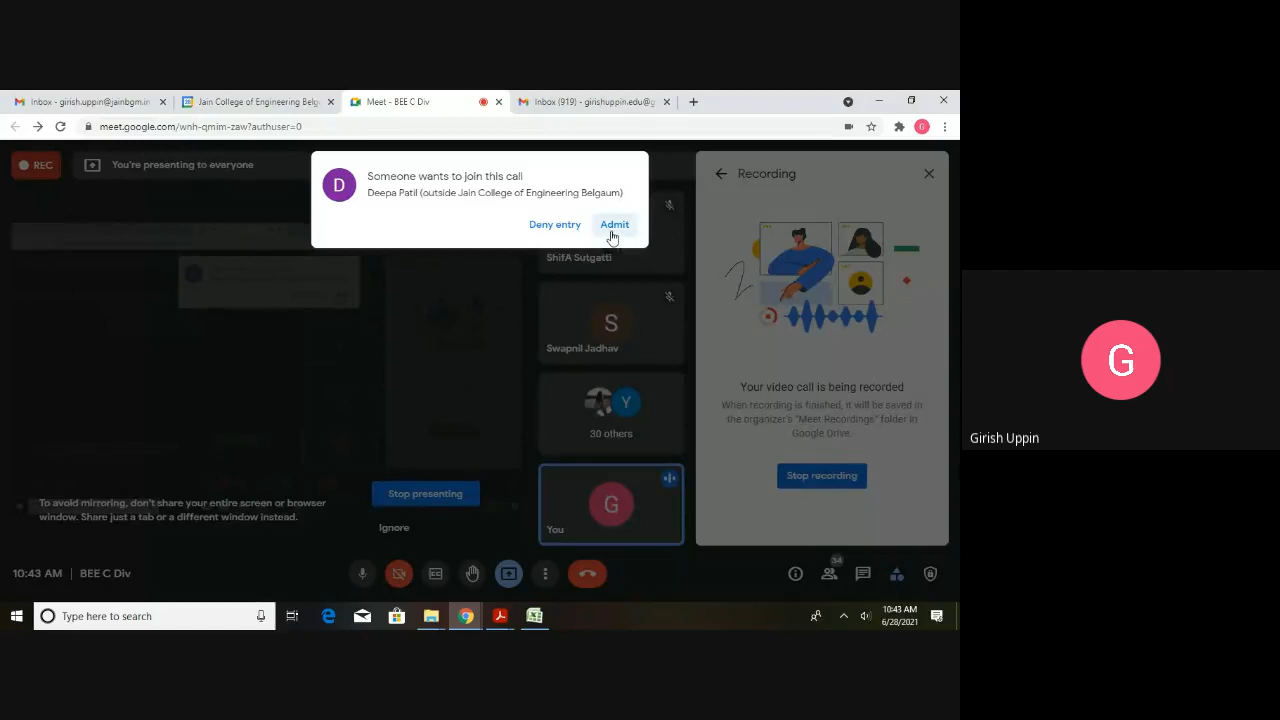 Inbox - girish.uppin@jainbgm.in
Jain College of Engineering Belg
Meet - BEE C Div
Inbox (919) - girishuppin.edu@g
meet.google.com/wnh-qmim-zaw?authuser=0
G
REC
You're presenting to everyone
D
Someone wants to join this call
Deepa Patil (outside Jain College of Engineering Belgaum)
Deny entry
Admit
Recording
ShifA Sutgatti
S
Swapnil Jadhav
Y
30 others
G
You
Your video call is being recorded
When recording is finished, it will be saved in
the organizer's "Meet Recordings" folder in
Google Drive.
Stop recording
To avoid mirroring, don't share your entire screen or browser
window. Share just a tab or a different window instead.
Stop presenting
Ignore
10:43 AM | BEE C Div
34
Type here to search
10:43 AM
6/28/2021
G
Girish Uppin